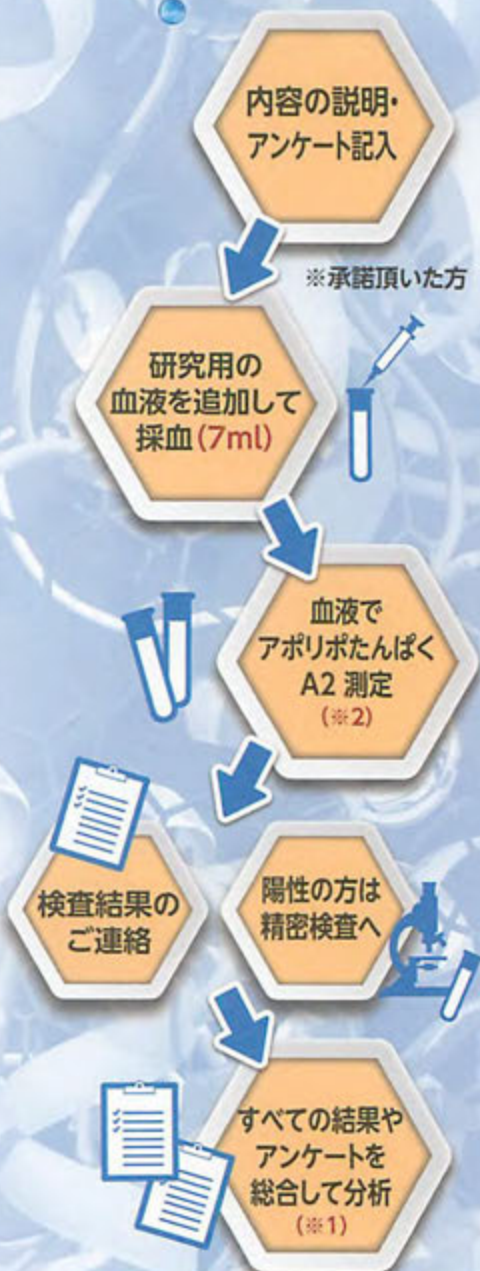 内容の説明・
アンケート記入
※承諾頂いた方
研究用の
血液を追加して
採血(7ml)
血液で
アポリポたんぱく
A2 測定
(※2)
検査結果の
ご連絡
陽性の方は
精密検査へ
すべての結果や
アンケートを
総合して分析
(※1)